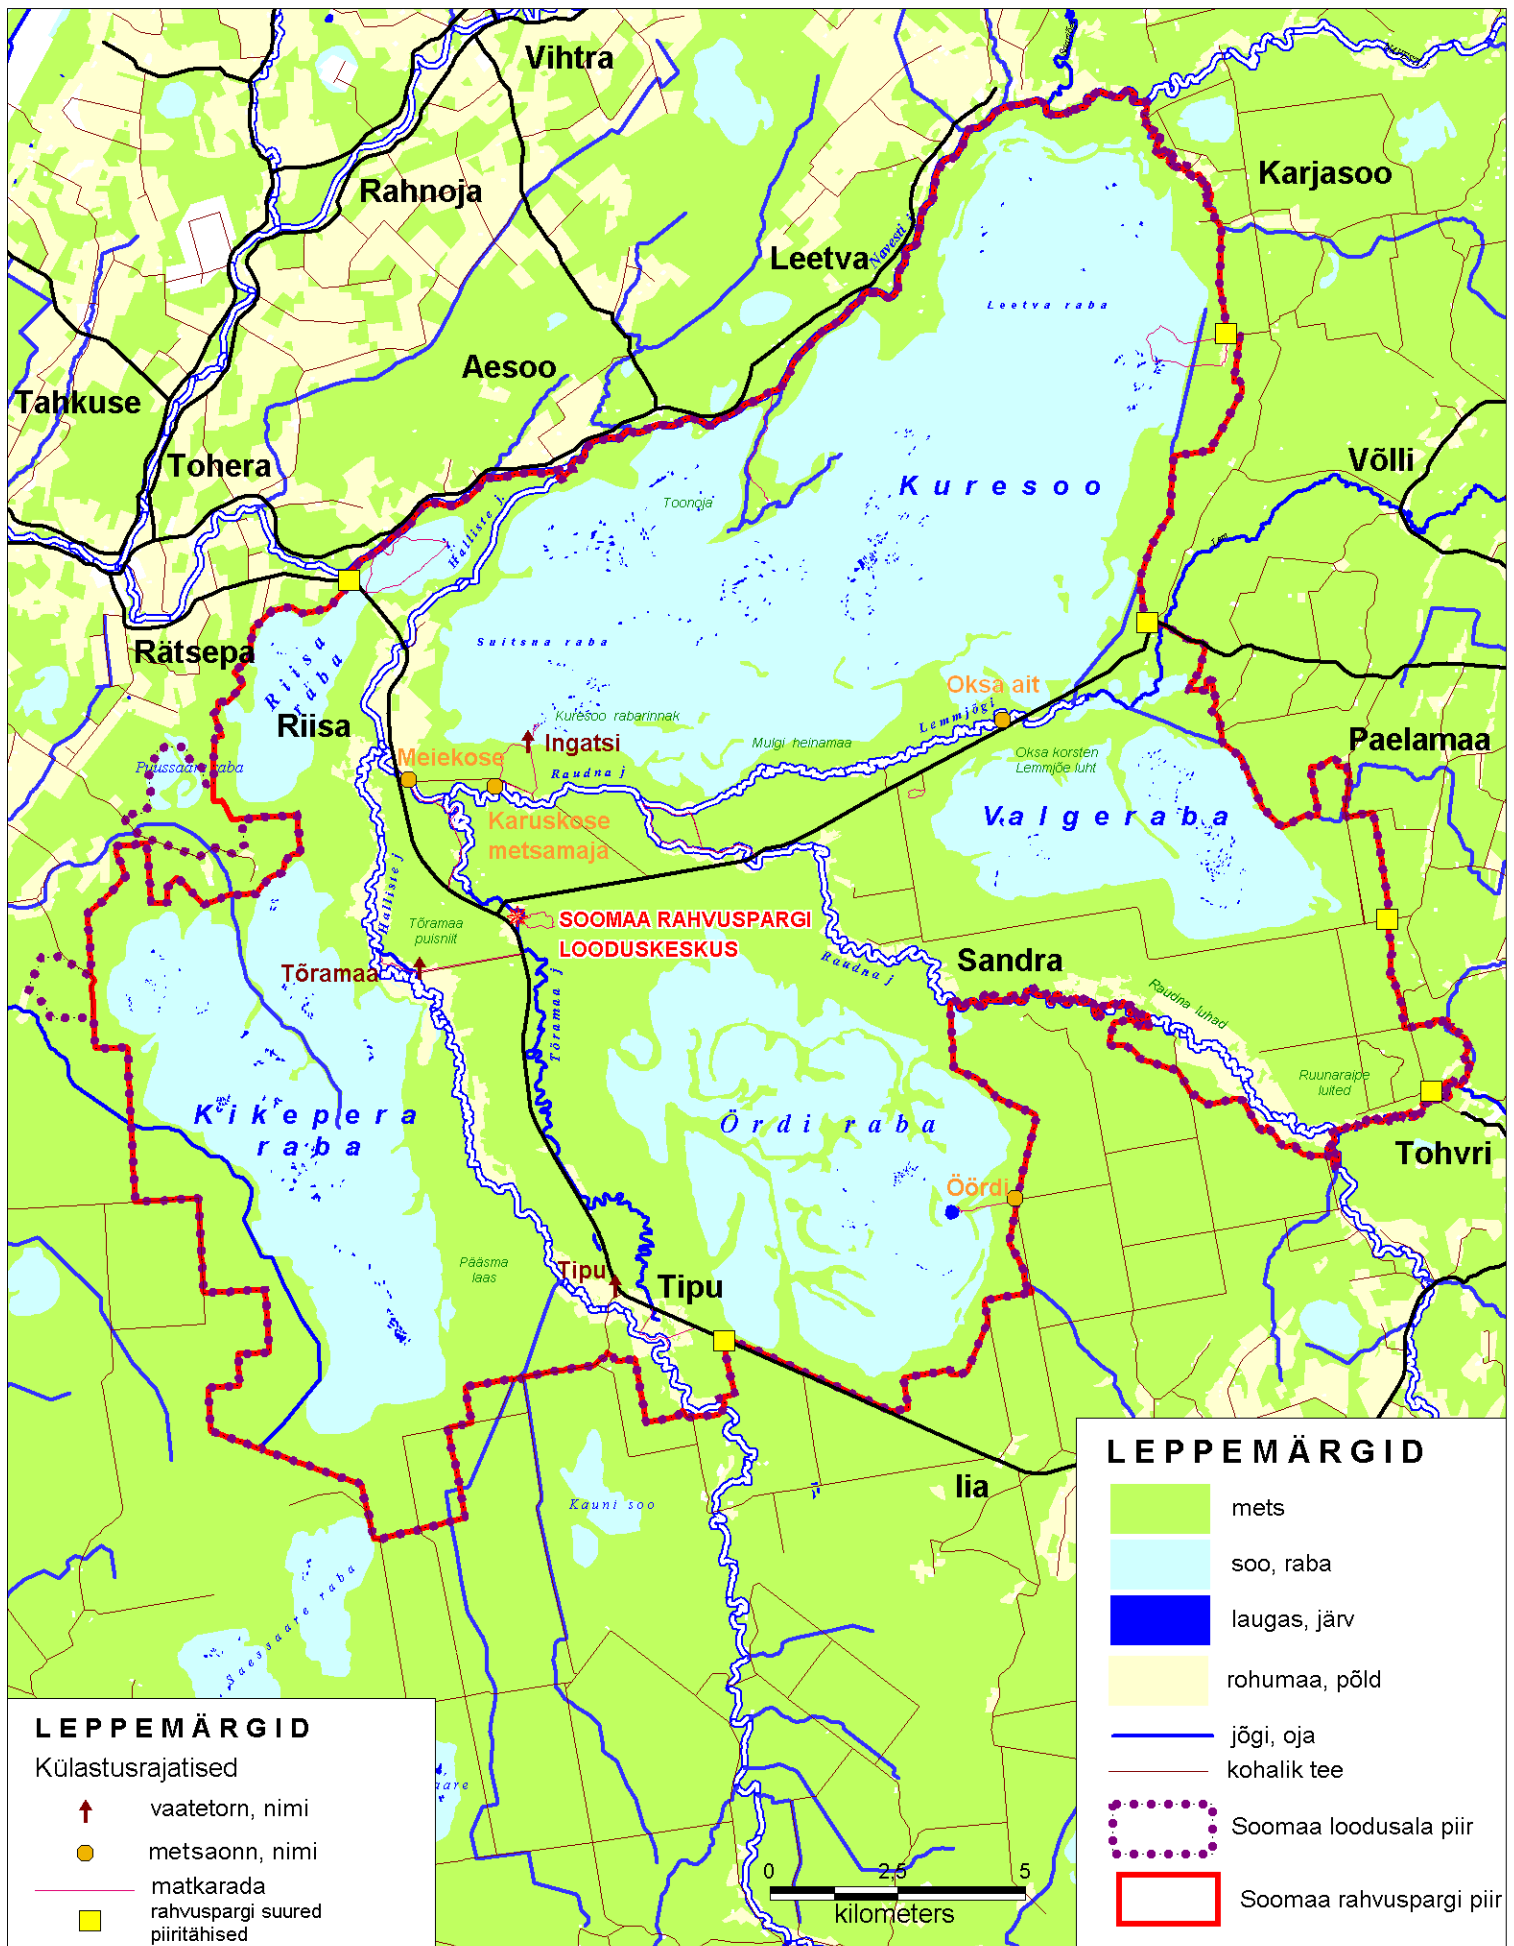 Vihtra
Rahnoja
Karjasoo
Leetva
Navesti j
Leetva raba
Aesoo
Tahkuse
Tohera
Võlli
Kuresoo
Toonoja
Halliste j
Rätsepa
Riisa
raba
Suitsna raba
Riisa
Oksa ait
Lemmjõgi
Kuresoo rabarinnak
Ingatsi
Mulgi heinamaa
Oksa korsten
Lemmjõe luht
Paelamaa
Puussaare raba
Meiekose
Raudna j
Karuskose
metsamaja
Valgeraba
Halliste j
Tõramaa
puisniit
SOOMAA RAHVUSPARGI
LOODUSKESKUS
Tõramaa
Raudna j
Sandra
Raudna luhad
Tõramaa j
Ruunaraipe
luited
Kikepera
raba
Ördi raba
Tohvri
Öördi
Pääsma
laas
Tipu
Tipu
Iia
Kauni soo
Saessaare raba
aare
LEPPEMÄRGID
mets
soo, raba
laugas, järv
rohumaa, põld
jõgi, oja
kohalik tee
Soomaa loodusala piir
Soomaa rahvuspargi piir
LEPPEMÄRGID
Külastusrajatised
vaatetorn, nimi
metsaonn, nimi
matkarada
rahvuspargi suured
piiritähised
0 2,5 5
kilometers